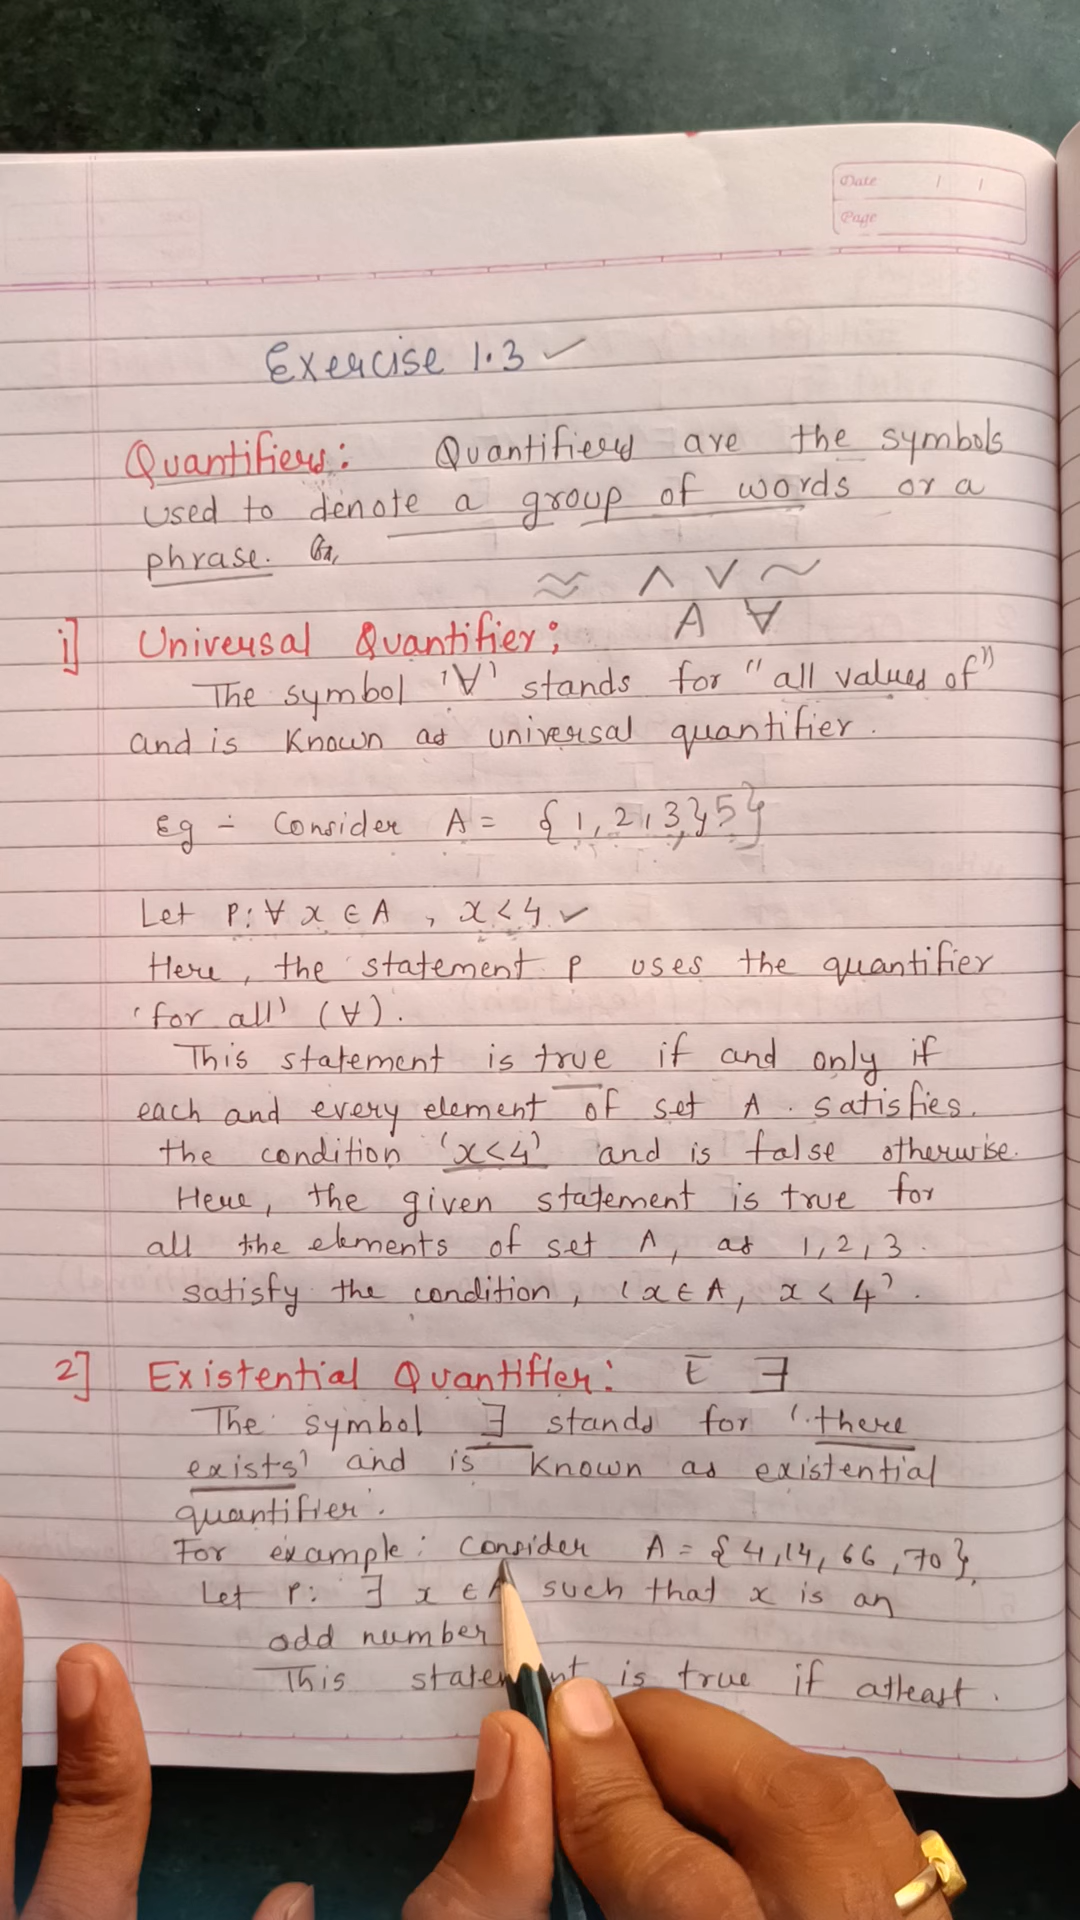 Date / /
Page
Exercise 1.3 ✓
Quantifiers: Quantifiers are the symbols
used to denote a group of words or a
phrase.
≈ ∧ ∨ ~
A ∀
i] Universal Quantifier:
The symbol '∀' stands for "all values of"
and is known as universal quantifier.
Eg ÷ Consider A = {1, 2, 3,} 5}
Let P: ∀ x ∈ A , x < 4 ✓
Here, the statement p uses the quantifier
'for all' (∀).
This statement is true if and only if
each and every element of set A. satisfies.
the condition 'x<4' and is false otherwise.
Here, the given statement is true for
all the elements of set A, as 1, 2, 3.
satisfy the condition, 'x ∈ A, x < 4'.
2] Existential Quantifier: E ∃
The symbol ∃ stands for 'there
exists' and is known as existential
quantifier.
For example: Consider A = {4, 14, 66, 70}.
Let P: ∃ x ∈ A such that x is an
odd number
This statement is true if atleast.